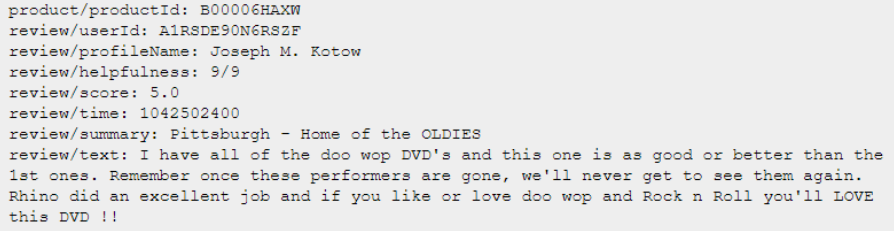 product/productId: B00006HAXW
review/userId: A1RSDE90N6RSZF
review/profileName: Joseph M. Kotow
review/helpfulness: 9/9
review/score: 5.0
review/time: 1042502400
review/summary: Pittsburgh - Home of the OLDIES
review/text: I have all of the doo wop DVD's and this one is as good or better than the
1st ones. Remember once these performers are gone, we'll never get to see them again.
Rhino did an excellent job and if you like or love doo wop and Rock n Roll you'll LOVE
this DVD !!